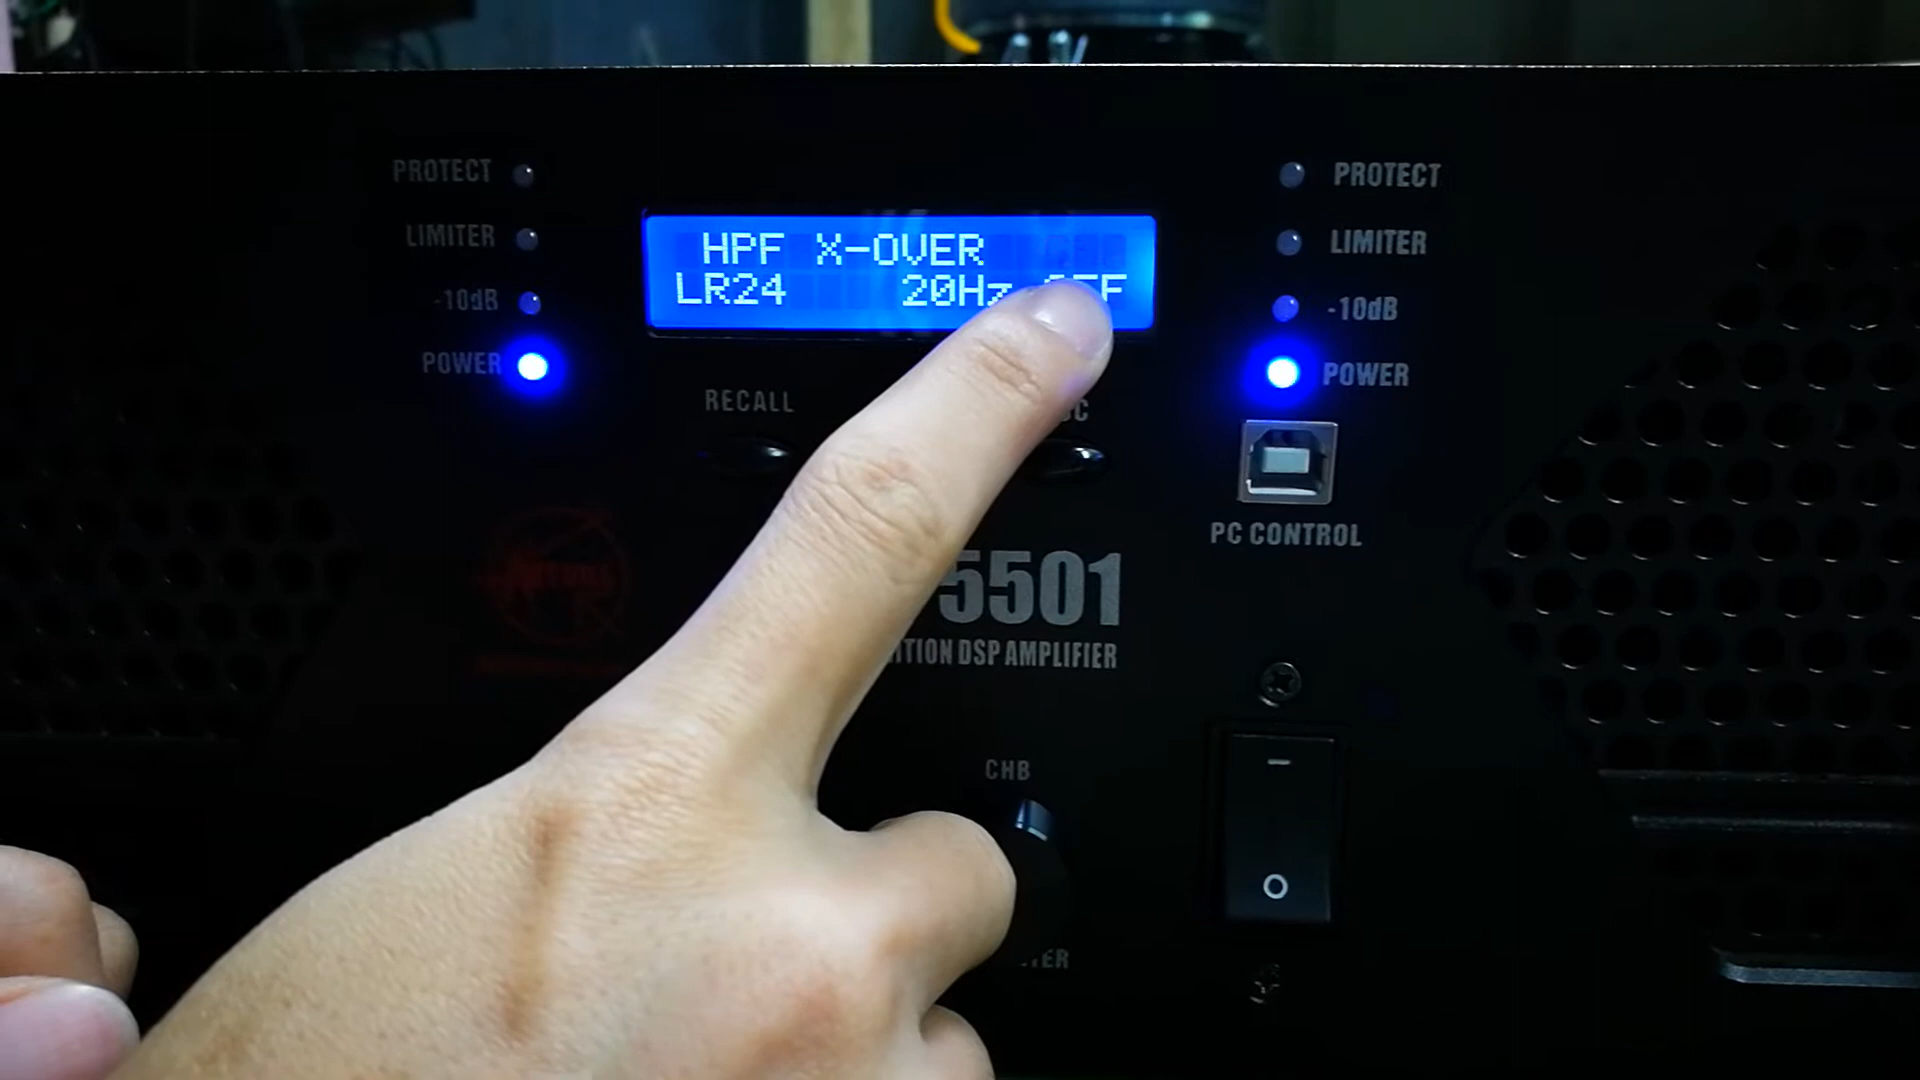 PROTECT
LIMITER
-10dB
POWER
HPF X-OVER
LR24 20Hz OFF
PROTECT
LIMITER
-10dB
POWER
RECALL
PC CONTROL
5501
DSP AMPLIFIER
CHB